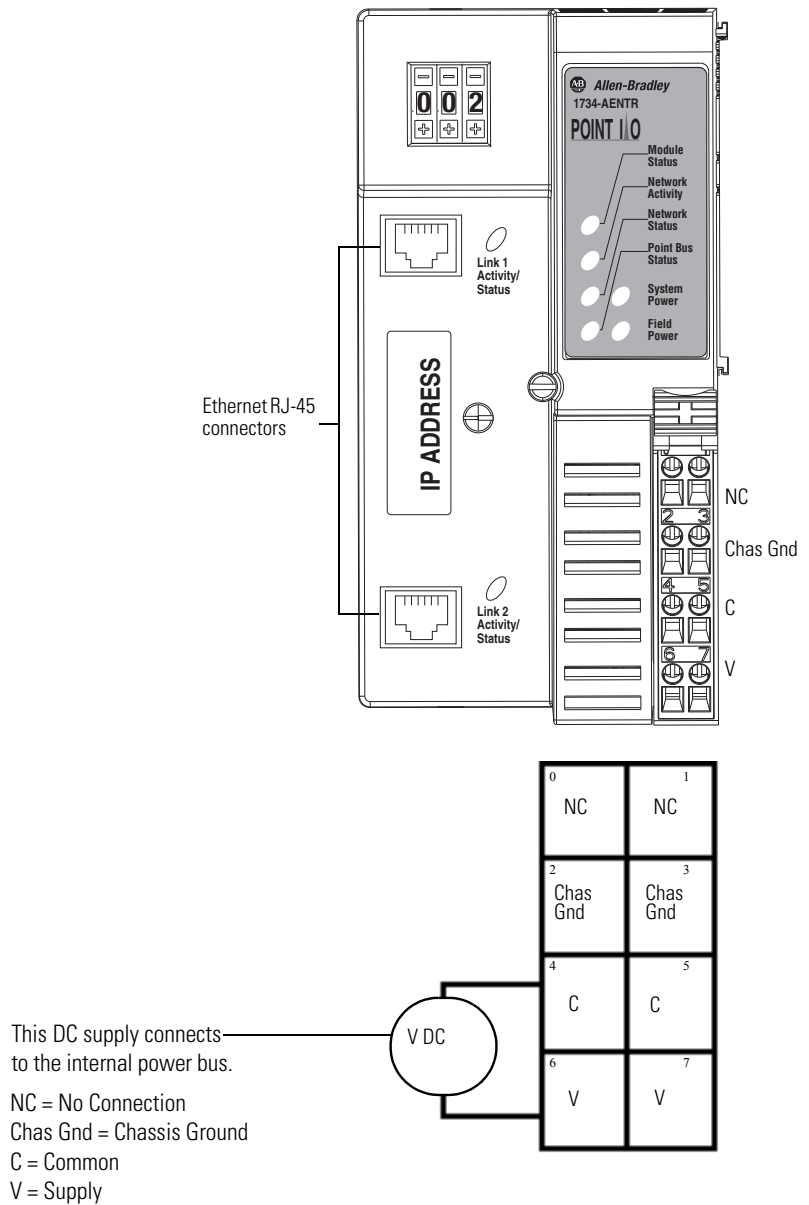 0 0 2
A-B Allen-Bradley
1734-AENTR
POINT I/O
Module
Status
Network
Activity
Network
Status
Point Bus
Status
System
Power
Field
Power
Link 1
Activity/
Status
Ethernet RJ-45
connectors
IP ADDRESS
Link 2
Activity/
Status
NC
2 3
Chas Gnd
4 5
C
6 7
V
0 1
NC NC
2 3
Chas Chas
Gnd Gnd
4 5
C C
6 7
V V
V DC
This DC supply connects
to the internal power bus.
NC = No Connection
Chas Gnd = Chassis Ground
C = Common
V = Supply